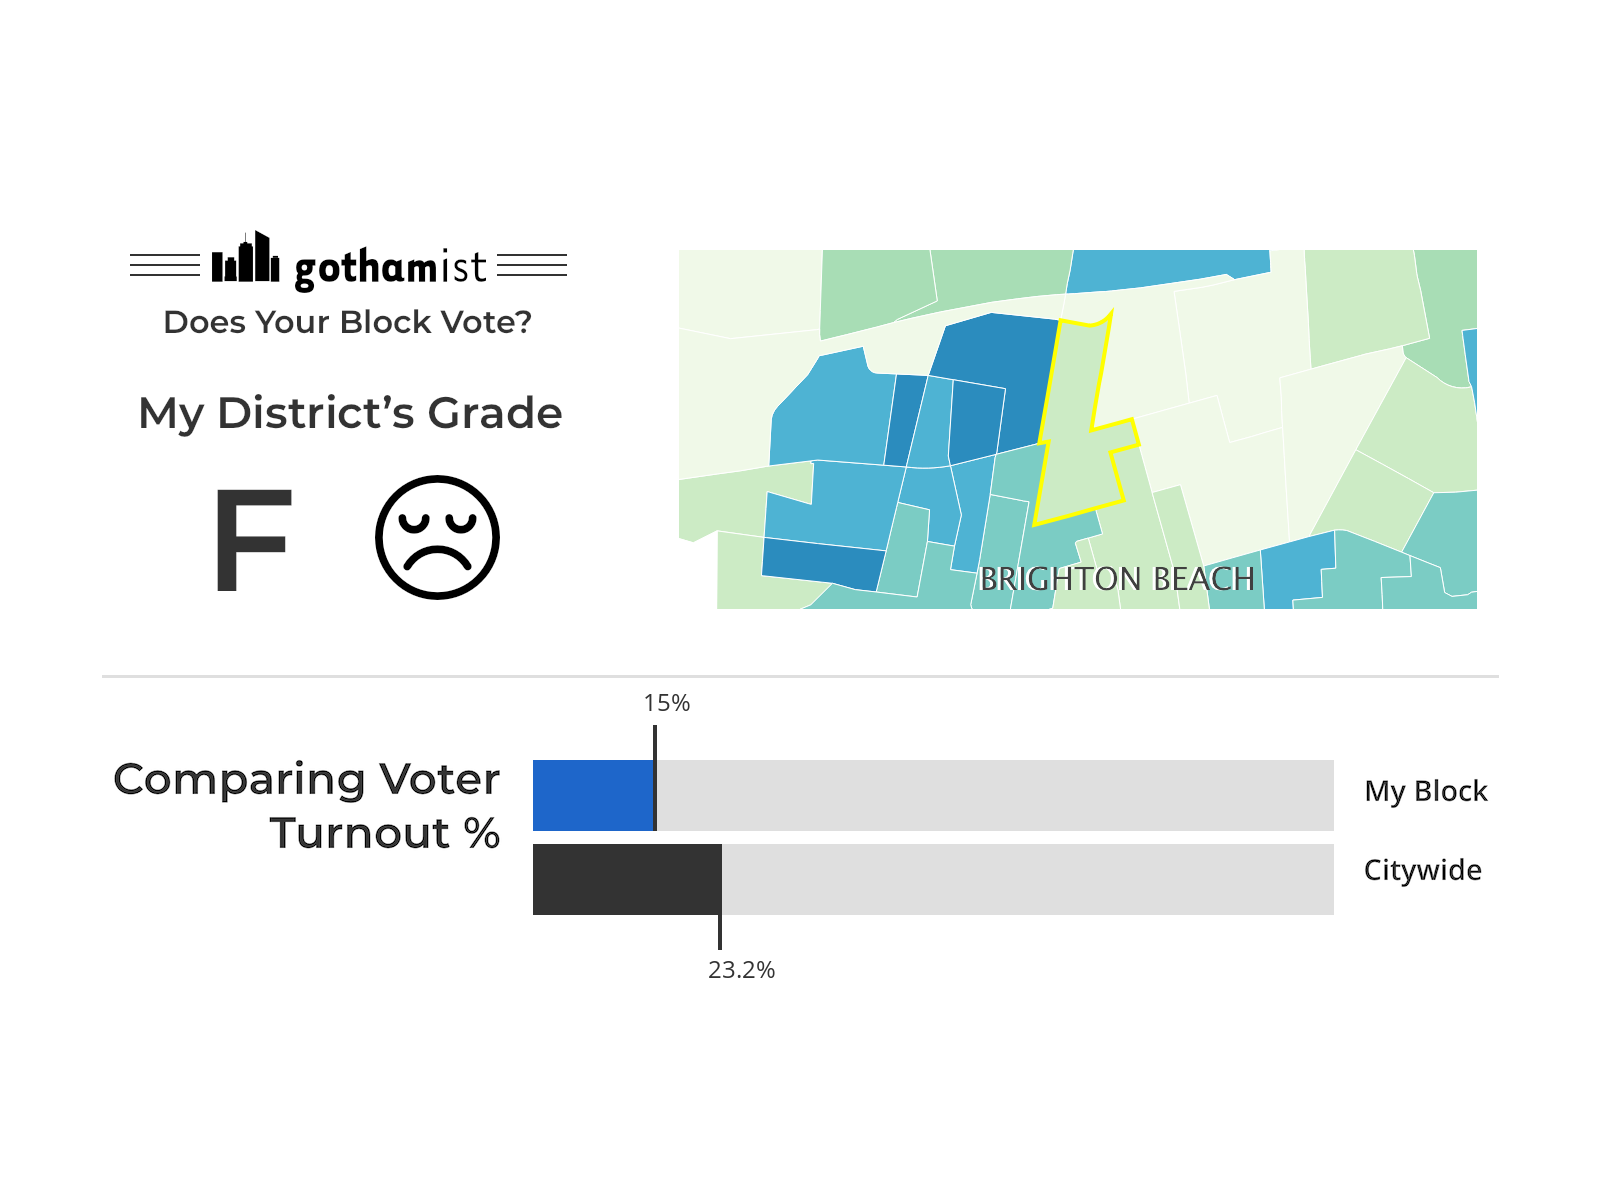 gothamist
Does Your Block Vote?
My District’s Grade
F
BRIGHTON BEACH
15%
Comparing Voter
Turnout %
My Block
Citywide
23.2%